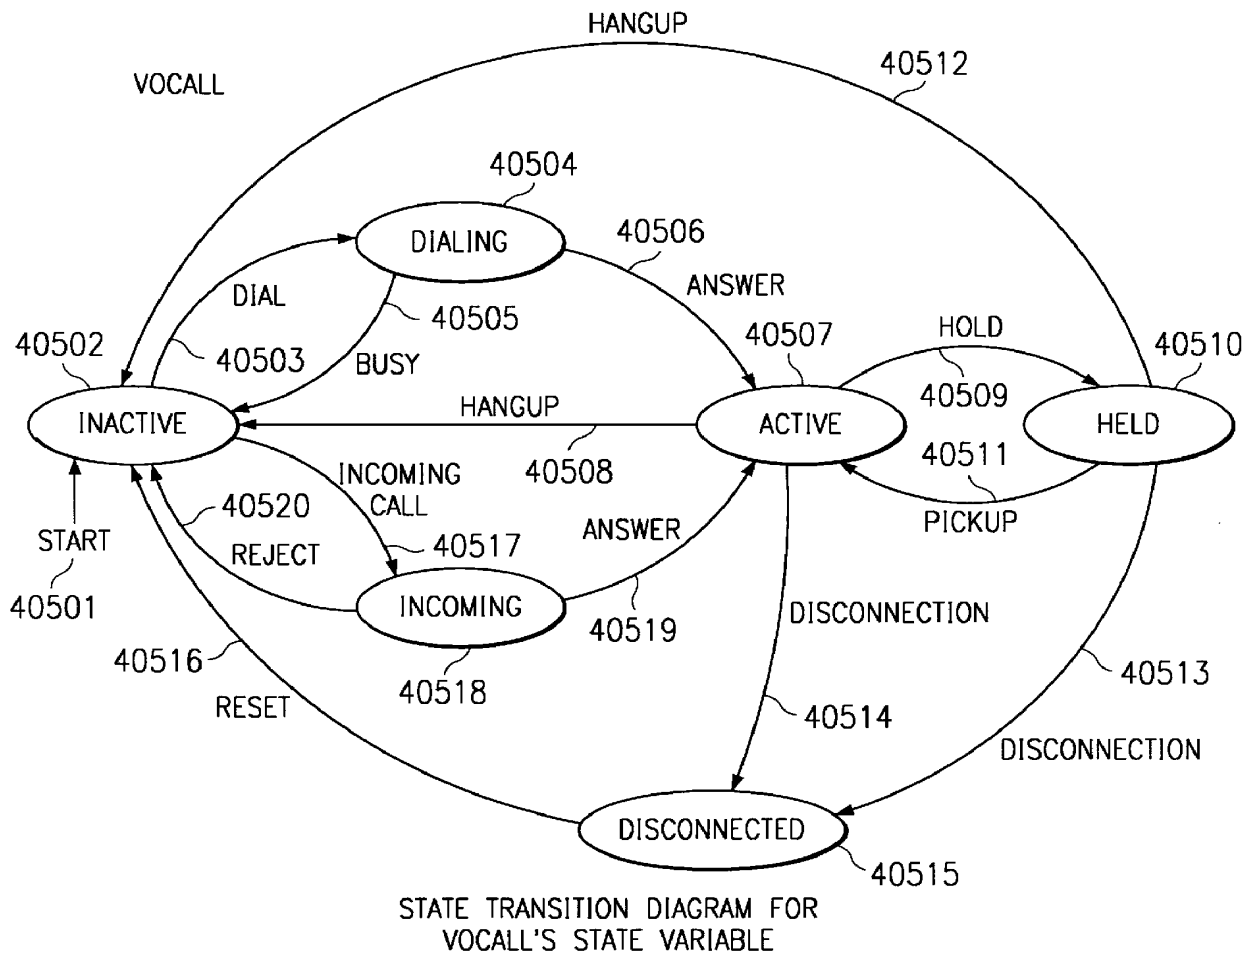 HANGUP
40512
VOCALL
40504
DIALING
40506
ANSWER
DIAL
40505
40502
40503
BUSY
40507
HOLD
40510
INACTIVE
HANGUP
ACTIVE
40509
HELD
40508
40511
INCOMING
CALL
40520
START
REJECT
40517
ANSWER
PICKUP
40501
INCOMING
40519
DISCONNECTION
40516
40518
40513
RESET
40514
DISCONNECTION
DISCONNECTED
40515
STATE TRANSITION DIAGRAM FOR
VOCALL'S STATE VARIABLE